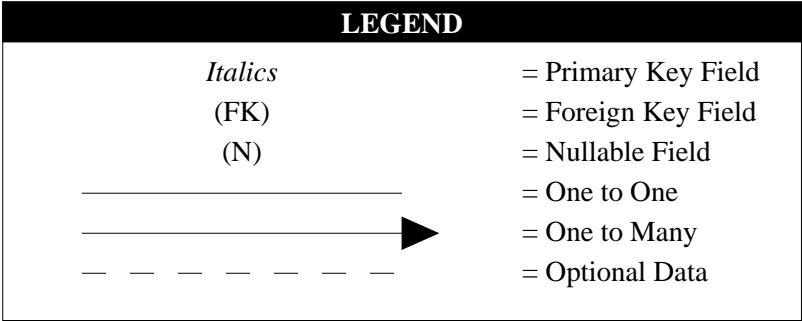 LEGEND
Italics = Primary Key Field
(FK) = Foreign Key Field
(N) = Nullable Field
= One to One
= One to Many
= Optional Data